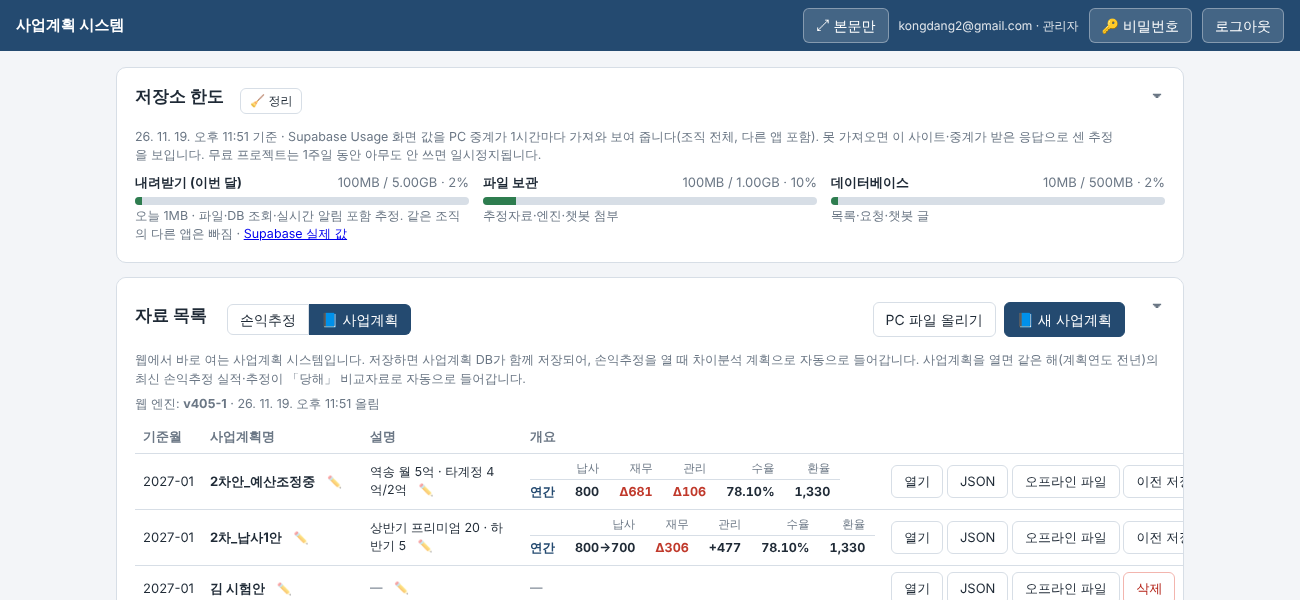 사업계획 시스템
⤢ 본문만 kongdang2@gmail.com · 관리자 🔑 비밀번호 로그아웃
저장소 한도 🧹 정리
26. 11. 19. 오후 11:51 기준 · Supabase Usage 화면 값을 PC 중계가 1시간마다 가져와 보여 줍니다(조직 전체, 다른 앱 포함). 못 가져오면 이 사이트·중계가 받은 응답으로 센 추정
을 보입니다. 무료 프로젝트는 1주일 동안 아무도 안 쓰면 일시정지됩니다.
내려받기 (이번 달) 100MB / 5.00GB · 2%
오늘 1MB · 파일·DB 조회·실시간 알림 포함 추정. 같은 조직
의 다른 앱은 빠짐 · Supabase 실제 값
파일 보관 100MB / 1.00GB · 10%
추정자료·엔진·챗봇 첨부
데이터베이스 10MB / 500MB · 2%
목록·요청·챗봇 글
자료 목록 손익추정 📘 사업계획 PC 파일 올리기 📘 새 사업계획
웹에서 바로 여는 사업계획 시스템입니다. 저장하면 사업계획 DB가 함께 저장되어, 손익추정을 열 때 차이분석 계획으로 자동으로 들어갑니다. 사업계획을 열면 같은 해(계획연도 전년)의
최신 손익추정 실적·추정이 「당해」 비교자료로 자동으로 들어갑니다.
웹 엔진: v405-1 · 26. 11. 19. 오후 11:51 올림
기준월 사업계획명 설명 개요
2027-01 2차안_예산조정중 ✏️
역송 월 5억 · 타계정 4
억/2억 ✏️
납사 재무 관리 수율 환율
연간 800 Δ681 Δ106 78.10% 1,330
열기 JSON 오프라인 파일 이전 저장
2027-01 2차_납사1안 ✏️
상반기 프리미엄 20 · 하
반기 5 ✏️
납사 재무 관리 수율 환율
연간 800→700 Δ306 +477 78.10% 1,330
열기 JSON 오프라인 파일 이전 저장
2027-01 김 시험안 ✏️ — ✏️ — 열기 JSON 오프라인 파일 삭제